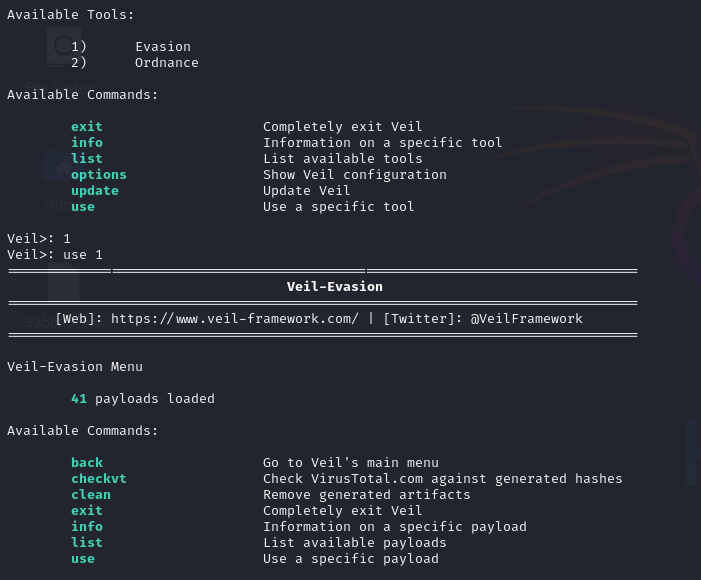 Available Tools:
1)	Evasion
2)	Ordnance
Available Commands:
exit	Completely exit Veil
info	Information on a specific tool
list	List available tools
options	Show Veil configuration
update	Update Veil
use	Use a specific tool
Veil>: 1
Veil>: use 1
Veil-Evasion
[Web]: https://www.veil-framework.com/ | [Twitter]: @VeilFramework
Veil-Evasion Menu
41 payloads loaded
Available Commands:
back	Go to Veil's main menu
checkvt	Check VirusTotal.com against generated hashes
clean	Remove generated artifacts
exit	Completely exit Veil
info	Information on a specific payload
list	List available payloads
use	Use a specific payload